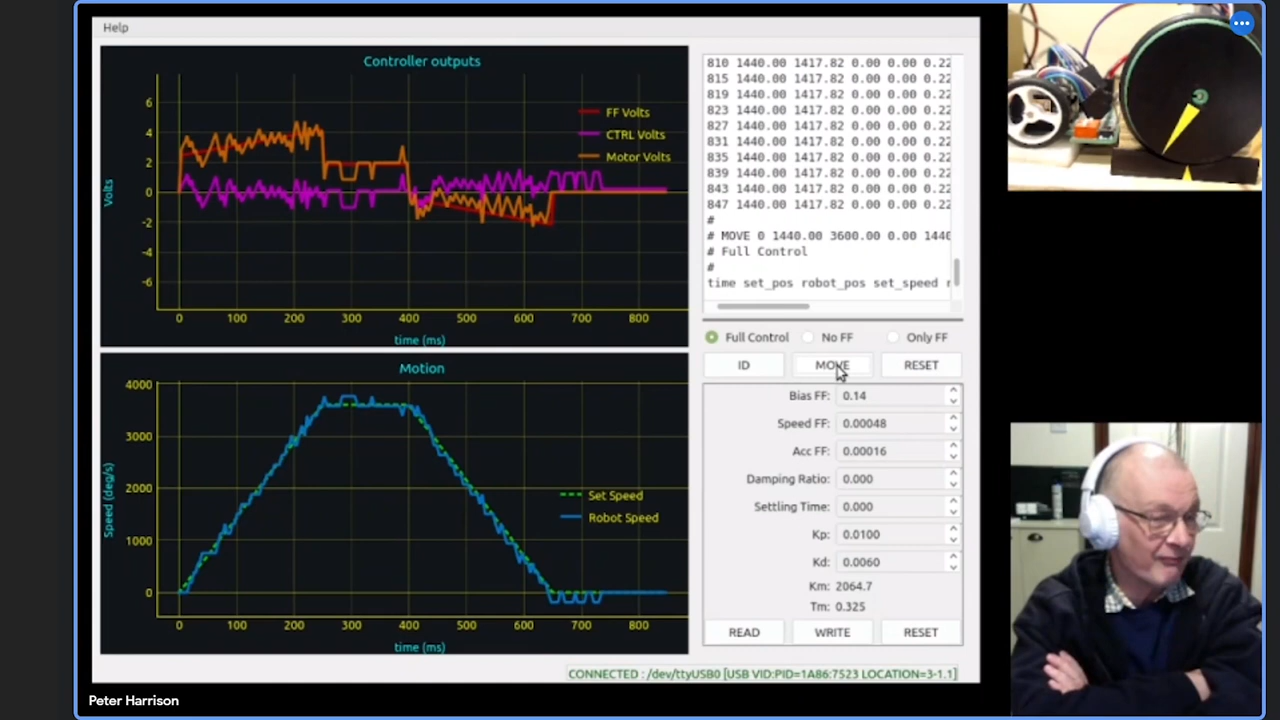 Help
Controller outputs
6
4
2
0
-2
-4
-6
Volts
FF Volts
CTRL Volts
Motor Volts
0 100 200 300 400 500 600 700 800
time (ms)
Motion
4000
3000
2000
1000
0
Speed (deg/s)
Set Speed
Robot Speed
0 100 200 300 400 500 600 700 800
time (ms)
810 1440.00 1417.82 0.00 0.00 0.22
815 1440.00 1417.82 0.00 0.00 0.22
819 1440.00 1417.82 0.00 0.00 0.22
823 1440.00 1417.82 0.00 0.00 0.22
827 1440.00 1417.82 0.00 0.00 0.22
831 1440.00 1417.82 0.00 0.00 0.22
835 1440.00 1417.82 0.00 0.00 0.22
839 1440.00 1417.82 0.00 0.00 0.22
843 1440.00 1417.82 0.00 0.00 0.22
847 1440.00 1417.82 0.00 0.00 0.22
#
# MOVE 0 1440.00 3600.00 0.00 1440
# Full Control
#
time set_pos robot_pos set_speed r
Full Control No FF Only FF
ID MOVE RESET
Bias FF: 0.14
Speed FF: 0.00048
Acc FF: 0.00016
Damping Ratio: 0.000
Settling Time: 0.000
Kp: 0.0100
Kd: 0.0060
Km: 2064.7
Tm: 0.325
READ WRITE RESET
CONNECTED : /dev/ttyUSB0 [USB VID:PID=1A86:7523 LOCATION=3-1.1]
Peter Harrison